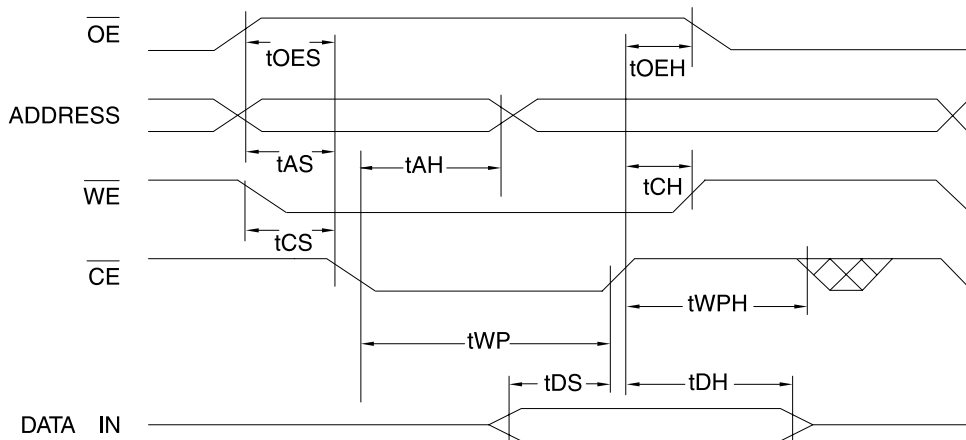 OE
tOES
tOEH
ADDRESS
tAS
tAH
tCH
WE
tCS
CE
tWPH
tWP
tDS
tDH
DATA IN